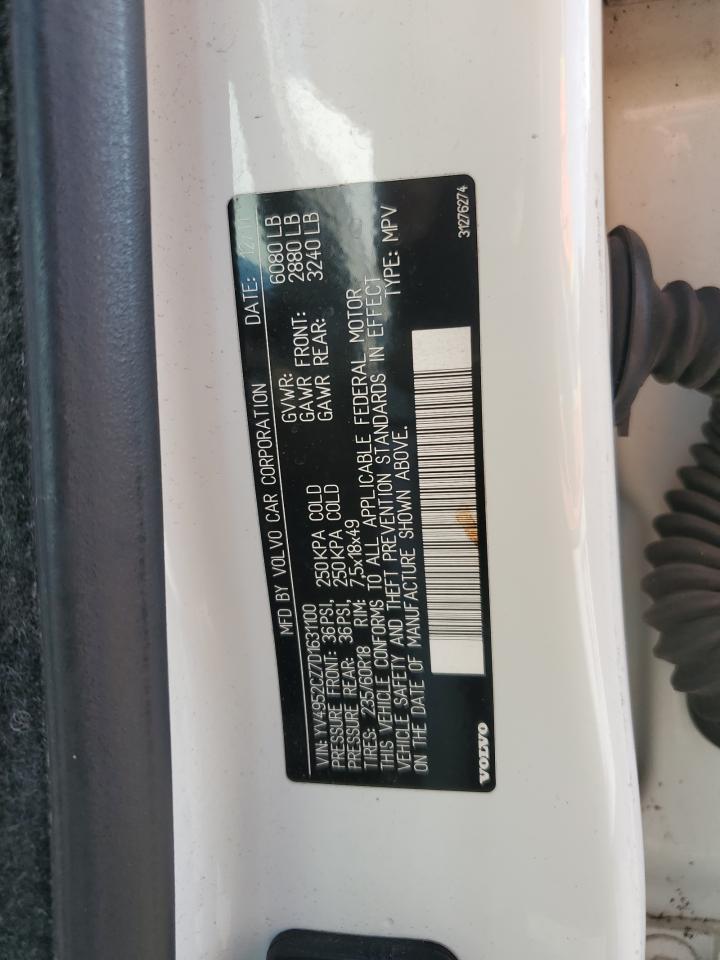 MFD BY VOLVO CAR CORPORATION DATE:
VIN: YV4952CZ7D1631100 GVWR: 6080 LB
PRESSURE FRONT: 36PSI, 250KPA COLD GAWR FRONT: 2880 LB
PRESSURE REAR: 36PSI, 250 KPA COLD GAWR REAR: 3240 LB
TIRES: 235/60R18 RIM: 7,5x18x49
THIS VEHICLE CONFORMS TO ALL APPLICABLE FEDERAL MOTOR
VEHICLE SAFETY AND THEFT PREVENTION STANDARDS IN EFFECT
ON THE DATE OF MANUFACTURE SHOWN ABOVE. TYPE: MPV
VOLVO 31276274